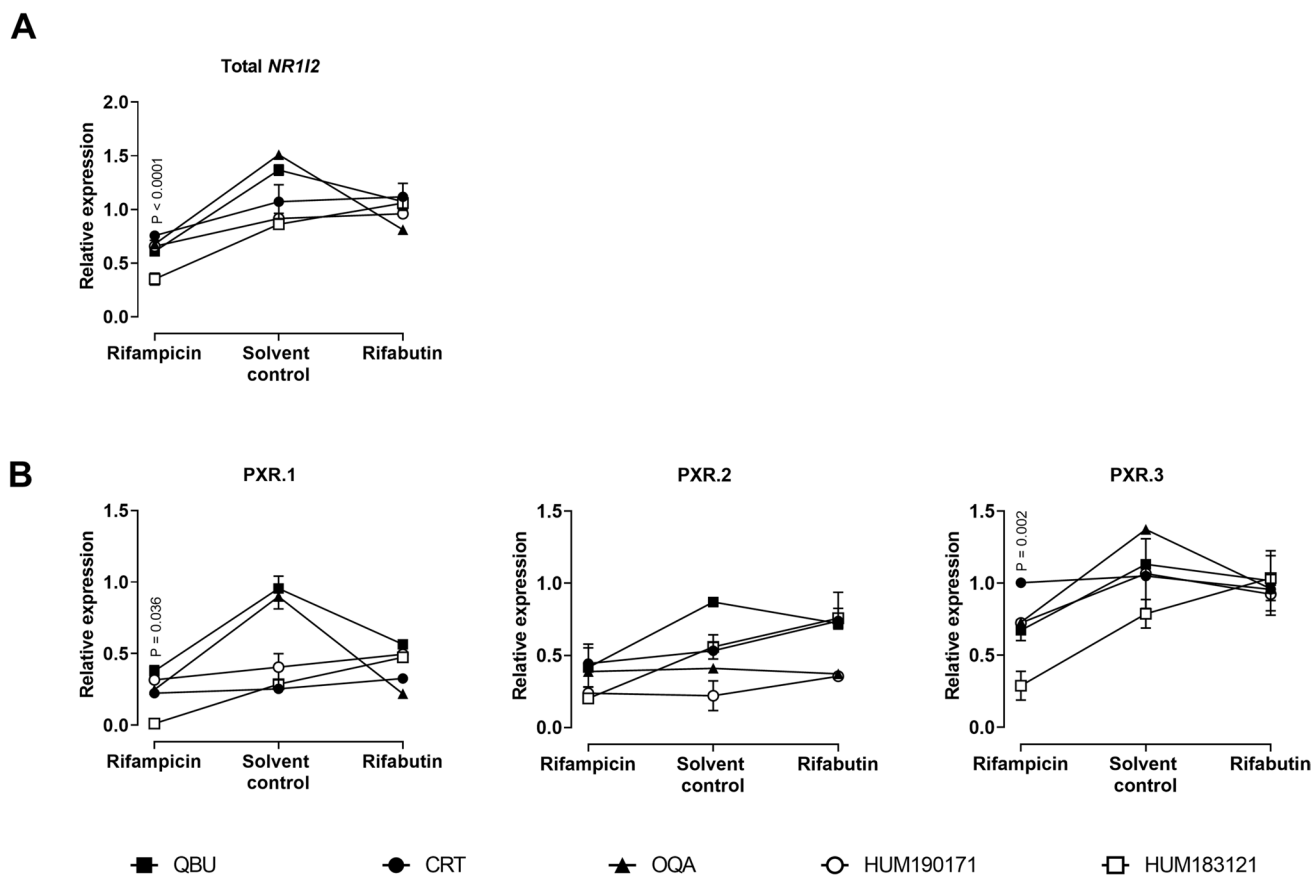 A
Total NR1I2
2.0
1.5
1.0
0.5
0.0
Relative expression
P < 0.0001
Rifampicin
Solvent
control
Rifabutin
B
PXR.1
1.5
1.0
0.5
0.0
Relative expression
P = 0.036
Rifampicin
Solvent
control
Rifabutin
PXR.2
1.5
1.0
0.5
0.0
Relative expression
Rifampicin
Solvent
control
Rifabutin
PXR.3
1.5
1.0
0.5
0.0
Relative expression
P = 0.002
Rifampicin
Solvent
control
Rifabutin
QBU
CRT
OQA
HUM190171
HUM183121